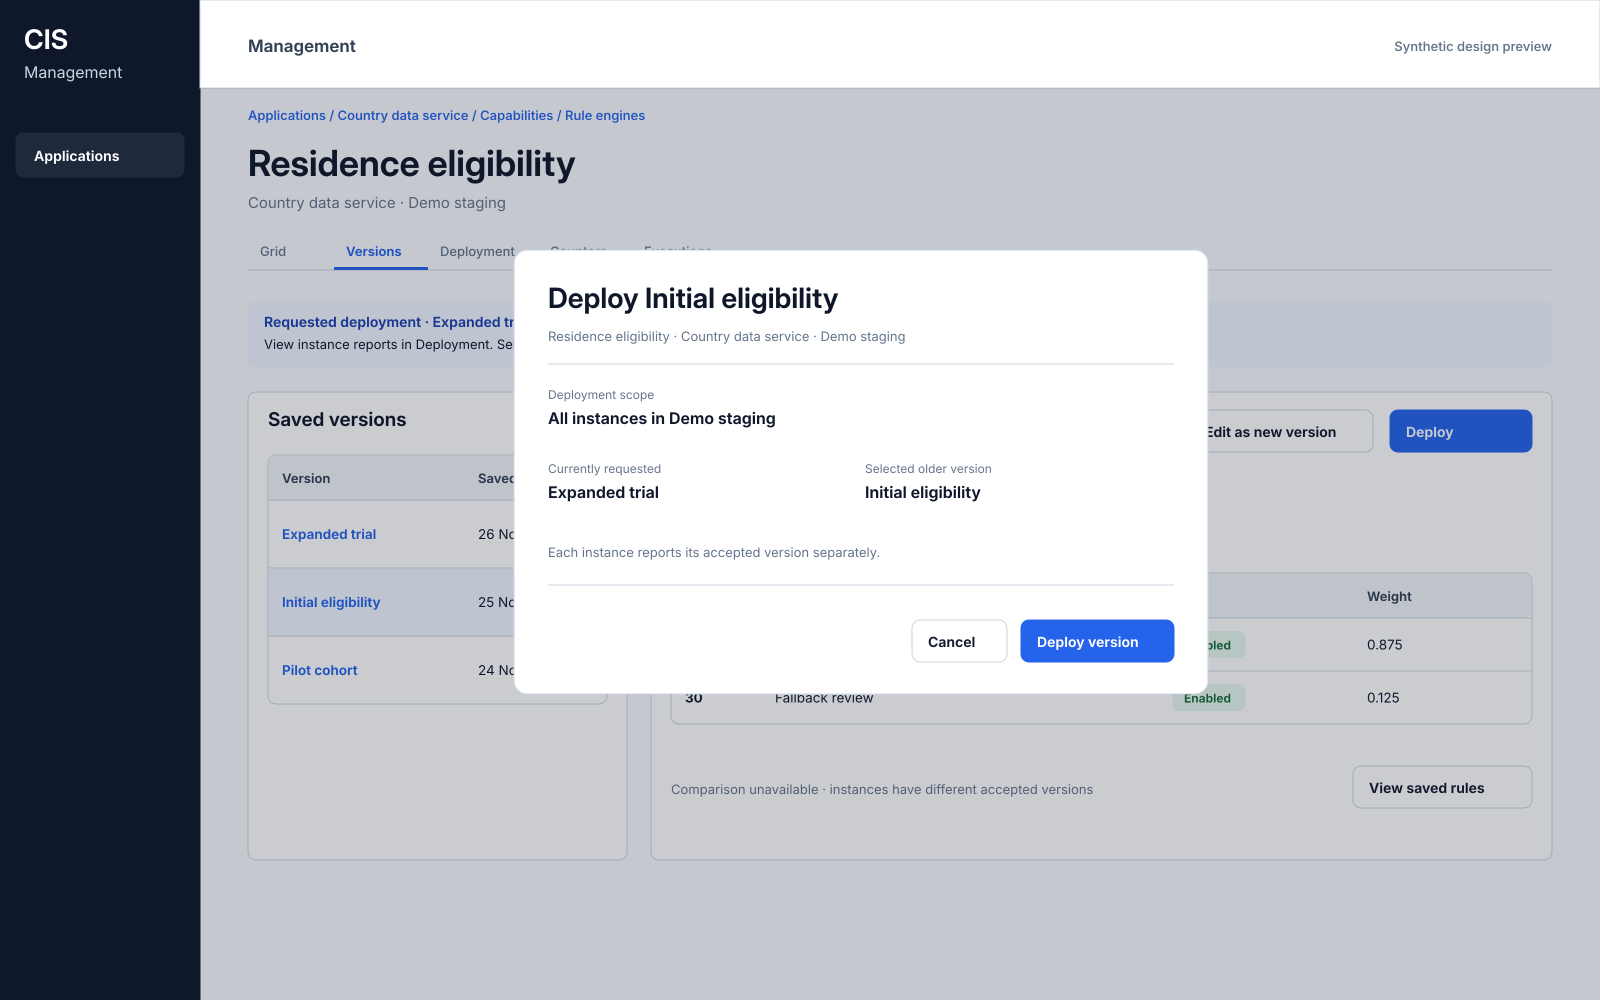 CIS
Management
Applications
Management
Synthetic design preview
Applications / Country data service / Capabilities / Rule engines
Residence eligibility
Country data service · Demo staging
Grid
Versions
Deployment
Requested deployment · Expanded
View instance reports in Deployment.
Saved versions
Edit as new version
Deploy
Version
Saved
Expanded trial
26
Initial eligibility
25
Pilot cohort
24
Weight
0.875
30
Fallback review
Enabled
0.125
Comparison unavailable · instances have different accepted versions
View saved rules
Deploy Initial eligibility
Residence eligibility · Country data service · Demo staging
Deployment scope
All instances in Demo staging
Currently requested
Expanded trial
Selected older version
Initial eligibility
Each instance reports its accepted version separately.
Cancel
Deploy version